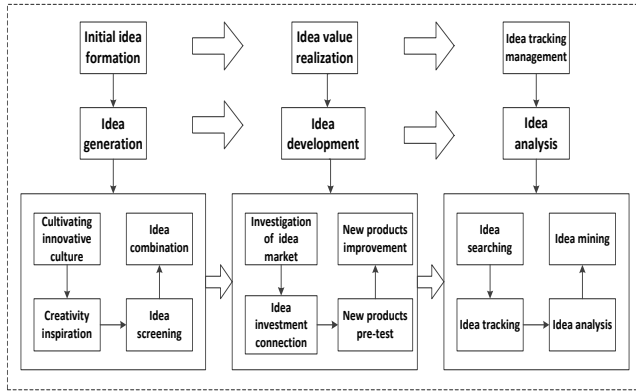 Initial idea
formation
Idea value
realization
Idea tracking
management
Idea
generation
Idea
development
Idea
analysis
Cultivating
innovative
culture
Idea
combination
Creativity
inspiration
Idea
screening
Investigation
of idea
market
New products
improvement
Idea
investment
connection
New products
pre-test
Idea
searching
Idea mining
Idea tracking
Idea analysis